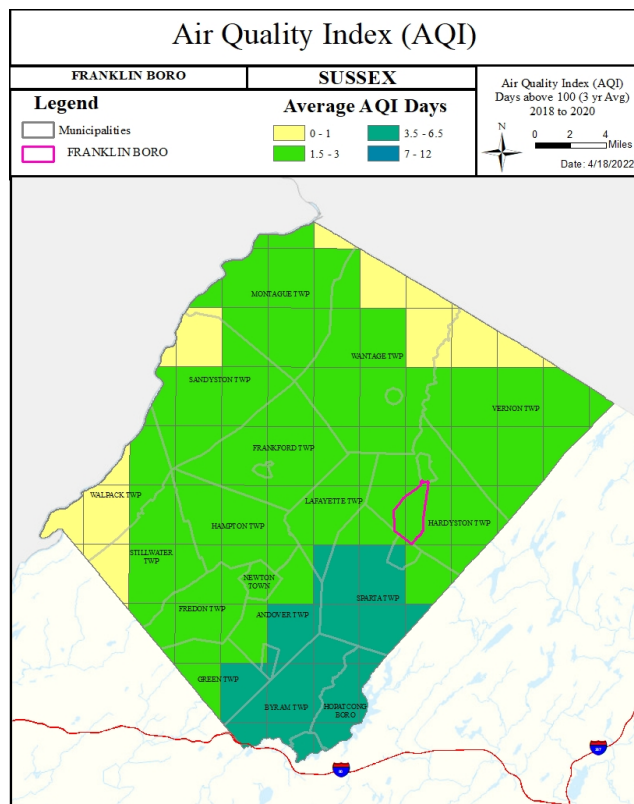 Air Quality Index (AQI)
FRANKLIN BORO
SUSSEX
Legend
Municipalities
FRANKLIN BORO
Average AQI Days
0 - 1
3.5 - 6.5
1.5 - 3
7 - 12
Air Quality Index (AQI)
Days above 100 (3 yr Avg)
2018 to 2020
N
0 2 4
Miles
Date: 4/18/2022
MONTAGUE TWP
WANTAGE TWP
SANDYSTON TWP
VERNON TWP
FRANKFORD TWP
WALPACK TWP
LAFAYETTE TWP
HAMPTON TWP
HARDYSTON TWP
STILLWATER
TWP
NEWTON
TOWN
SPARTA TWP
FREDON TWP
ANDOVER TWP
GREEN TWP
BYRAM TWP
HOPATCONG
BORO